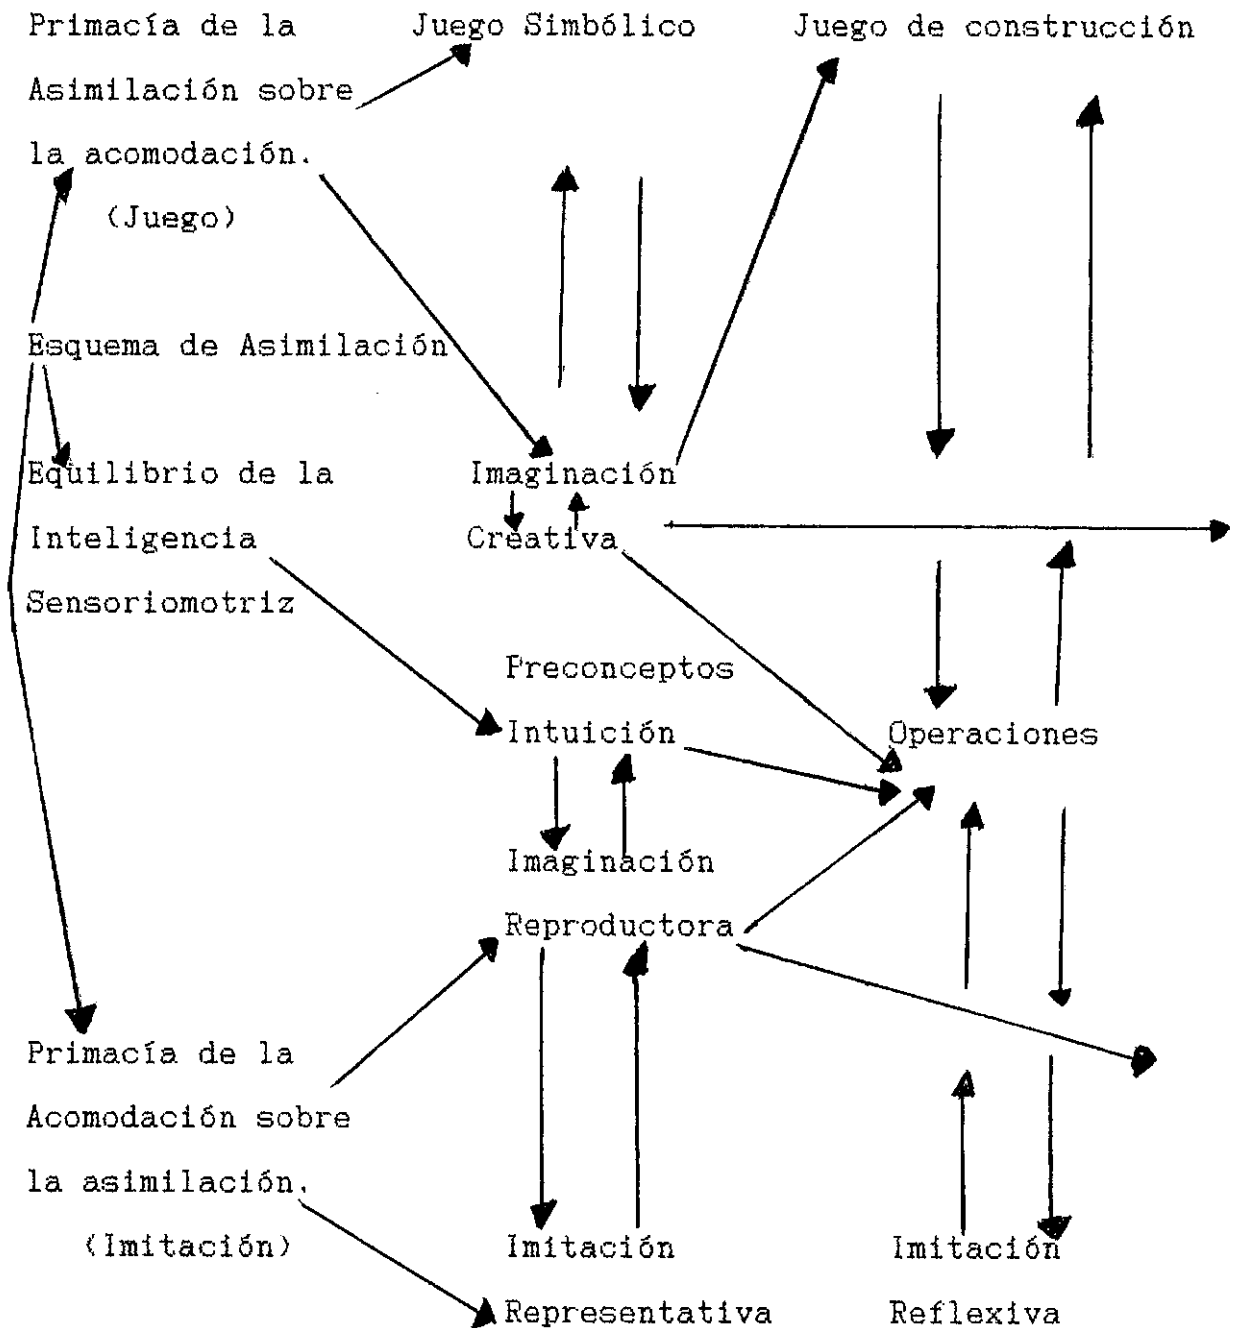 Primacía de la
Asimilación sobre
la acomodación.
(Juego)
Juego Simbólico
Juego de construcción
Esquema de Asimilación
Equilibrio de la
Inteligencia
Sensoriomotriz
Imaginación
Creativa
Preconceptos
Intuición
Operaciones
Imaginación
Reproductora
Primacía de la
Acomodación sobre
la asimilación.
(Imitación)
Imitación
Representativa
Imitación
Reflexiva